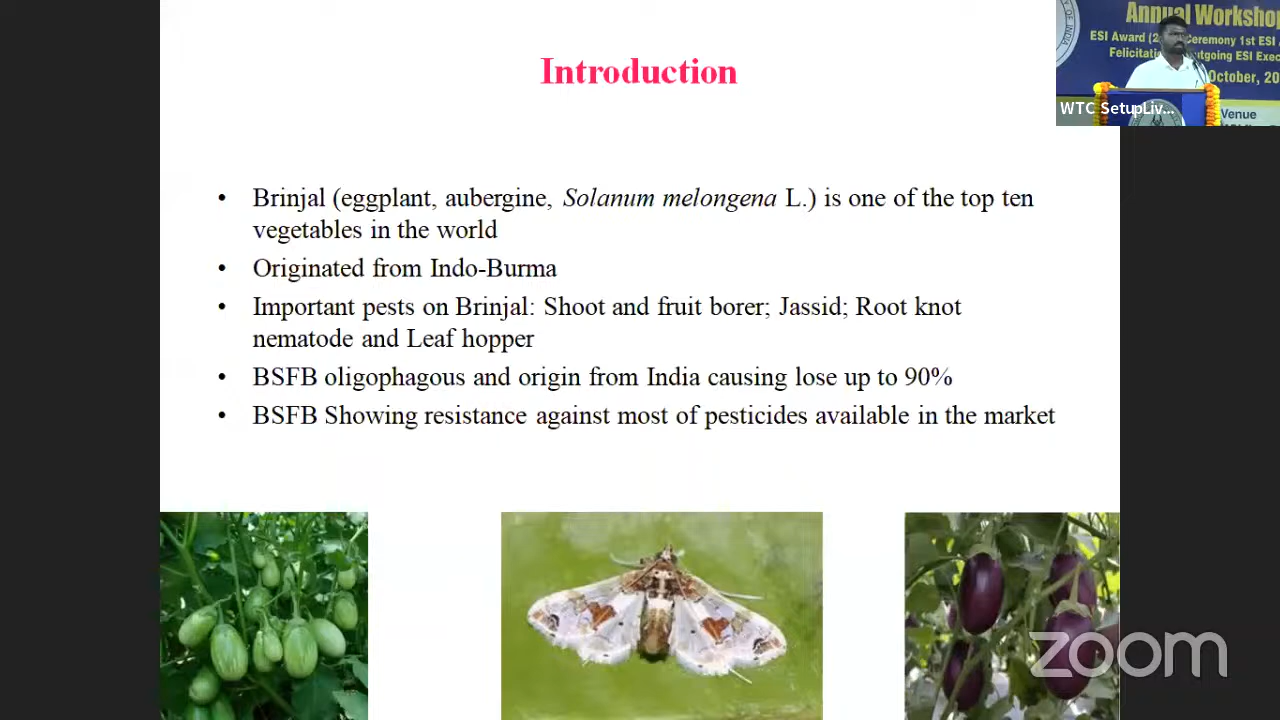 Introduction
• Brinjal (eggplant, aubergine, Solanum melongena L.) is one of the top ten
vegetables in the world
• Originated from Indo-Burma
• Important pests on Brinjal: Shoot and fruit borer; Jassid; Root knot
nematode and Leaf hopper
• BSFB oligophagous and origin from India causing lose up to 90%
• BSFB Showing resistance against most of pesticides available in the market
Annual Workshop
ESI Award eremony 1st ESI
Felicitati utgoing ESI Exec
October, 20
Venue
WTC SetupLiv...
zoom